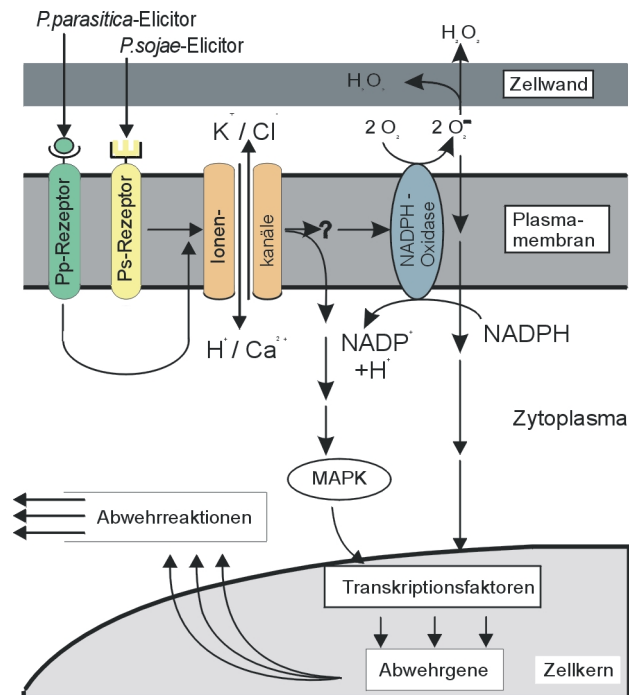 P.parasitica-Elicitor
P.sojae-Elicitor
H₂O₂
H₂O₂
Zellwand
K⁺/ Cl⁻
2 O₂
2 O₂⁻
Pp-Rezeptor
Ps-Rezeptor
Ionen-
kanäle
?
NADPH -
Oxidase
Plasma-
membran
H⁺/ Ca²⁺
NADP⁺
+H⁺
NADPH
Zytoplasma
MAPK
Abwehrreaktionen
Transkriptionsfaktoren
Abwehrgene
Zellkern